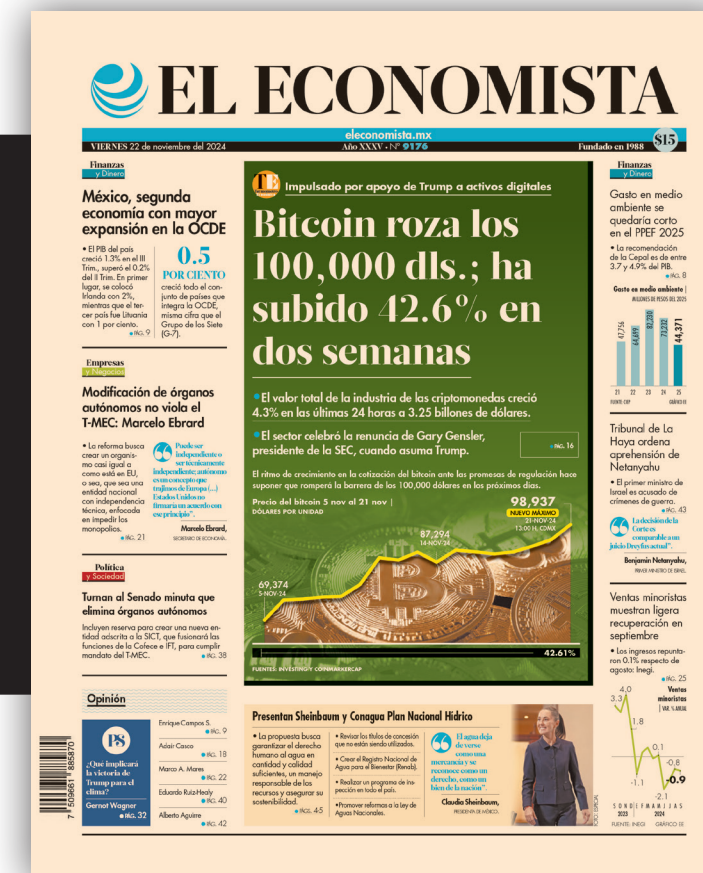 EL ECONOMISTA
eleconomista.mx
VIERNES 22 de noviembre del 2024
Año XXXV • Nº 9176
Fundado en 1988
$15
Finanzas
y Dinero
México, segunda
economía con mayor
expansión en la OCDE
• El PIB del país
creció 1.3% en el III
Trim., superó el 0.2%
del II Trim. En primer
lugar, se colocó
Irlanda con 2%,
mientras que el ter-
cer país fue Lituania
con 1 por ciento.
• PÁG. 9
0.5
POR CIENTO
creció todo el con-
junto de países que
integra la OCDE,
misma cifra que el
Grupo de los Siete
(G-7).
Empresas
y Negocios
Modificación de órganos
autónomos no viola el
T-MEC: Marcelo Ebrard
• La reforma busca
crear un organis-
mo casi igual a
como está en EU,
o sea, que sea una
entidad nacional
con independencia
técnica, enfocada
en impedir los
monopolios.
• PÁG. 21
Puede ser
independiente o
ser técnicamente
independiente; autónomo
es un concepto que
trajimos de Europa (...)
Estados Unidos no
firmaría un acuerdo con
ese principio".
Marcelo Ebrard,
SECRETARIO DE ECONOMÍA.
Política
y Sociedad
Turnan al Senado minuta que
elimina órganos autónomos
Incluyen reserva para crear una nueva en-
tidad adscrita a la SICT, que fusionará las
funciones de la Cofece e IFT, para cumplir
mandato del T-MEC.
• PÁG. 38
TE
Impulsado por apoyo de Trump a activos digitales
Bitcoin roza los
100,000 dls.; ha
subido 42.6% en
dos semanas
• El valor total de la industria de las criptomonedas creció
4.3% en las últimas 24 horas a 3.25 billones de dólares.
• El sector celebró la renuncia de Gary Gensler,
presidente de la SEC, cuando asuma Trump.
• PÁG. 16
El ritmo de crecimiento en la cotización del bitcoin ante las promesas de regulación hace
suponer que romperá la barrera de los 100,000 dólares en los próximos días.
Precio del bitcoin 5 nov al 21 nov |
DÓLARES POR UNIDAD
98,937
NUEVO MÁXIMO
21-NOV-24
13:00 H, CDMX
87,294
14-NOV-24
69,374
5-NOV-24
42.61%
FUENTES: INVESTING Y COINMARKERCAP
Finanzas
y Dinero
Gasto en medio
ambiente se
quedaría corto
en el PPEF 2025
• La recomendación
de la Cepal es de entre
3.7 y 4.9% del PIB.
• PÁG. 8
Gasto en medio ambiente |
MILLONES DE PESOS DEL 2025
47,756
64,699
87,230
73,232
44,371
21 22 23 24 25
FUENTE: CIEP
GRÁFICO EE
Tribunal de La
Haya ordena
aprehensión de
Netanyahu
• El primer ministro de
Israel es acusado de
crímenes de guerra.
• PÁG. 43
La decisión de la
Corte es
comparable a un
juicio Dreyfus actual".
Benjamin Netanyahu,
PRIMER MINISTRO DE ISRAEL.
Ventas minoristas
muestran ligera
recuperación en
septiembre
• Los ingresos repunta-
ron 0.1% respecto de
agosto: Inegi.
• PÁG. 25
Ventas
minoristas
| VAR. % ANUAL
3.3
4.0
1.8
-1.1
0.1
-2.1
-0.8
-0.9
S O N D E F M A M J J A S
2023 2024
FUENTE: INEGI
GRÁFICO EE
Opinión
PS
¿Qué implicará
la victoria de
Trump para el
clima?
Gernot Wagner
• PÁG. 32
Enrique Campos S.
• PÁG. 9
Adair Casco
• PÁG. 18
Marco A. Mares
• PÁG. 22
Eduardo Ruiz-Healy
• PÁG. 40
Alberto Aguirre
• PÁG. 42
7 509661 885870
Presentan Sheinbaum y Conagua Plan Nacional Hídrico
• La propuesta busca
garantizar el derecho
humano al agua en
cantidad y calidad
suficientes, un manejo
responsable de los
recursos y asegurar su
sostenibilidad.
• PÁG. 45
• Revisar los títulos de concesión
que no están siendo utilizados.
• Crear el Registro Nacional de
Agua para el Bienestar (Renab).
• Realizar un programa de ins-
pección en todo el país.
• Promover reformas a la Ley de
Aguas Nacionales.
El agua deja
de verse
como una
mercancía y se
reconoce como un
derecho, como un
bien de la nación".
Claudia Sheinbaum,
PRESIDENTA DE MÉXICO.
FOTO: ESPECIAL